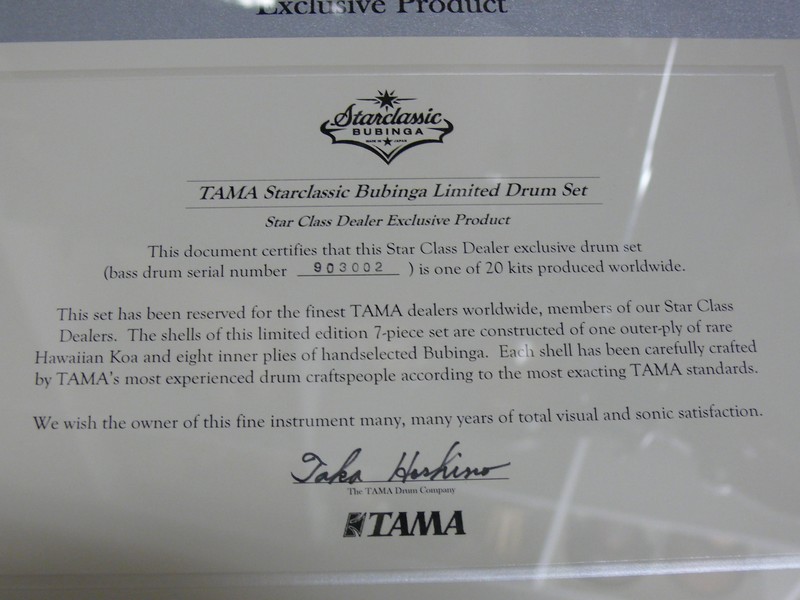 Exclusive Product
Starclassic
BUBINGA
MADE IN JAPAN
TAMA Starclassic Bubinga Limited Drum Set
Star Class Dealer Exclusive Product
This document certifies that this Star Class Dealer exclusive drum set
(bass drum serial number 903002 ) is one of 20 kits produced worldwide.
This set has been reserved for the finest TAMA dealers worldwide, members of our Star Class
Dealers. The shells of this limited edition 7-piece set are constructed of one outer-ply of rare
Hawaiian Koa and eight inner plies of handselected Bubinga. Each shell has been carefully crafted
by TAMA's most experienced drum craftspeople according to the most exacting TAMA standards.
We wish the owner of this fine instrument many, many years of total visual and sonic satisfaction.
Taka Hoshino
The TAMA Drum Company
TAMA